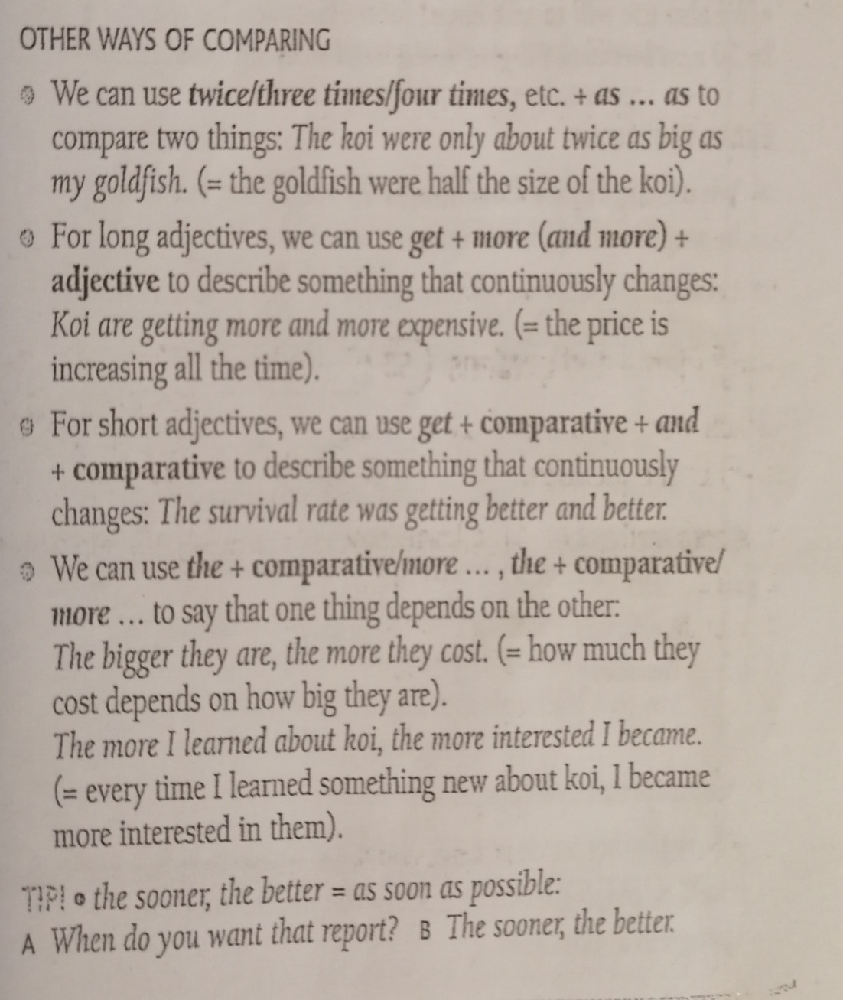 OTHER WAYS OF COMPARING
We can use twice/three times/four times, etc. + as ... as to
compare two things: The koi were only about twice as big as
my goldfish. (= the goldfish were half the size of the koi).
For long adjectives, we can use get + more (and more) +
adjective to describe something that continuously changes:
Koi are getting more and more expensive. (= the price is
increasing all the time).
For short adjectives, we can use get + comparative + and
+ comparative to describe something that continuously
changes: The survival rate was getting better and better.
We can use the + comparative/more ... , the + comparative/
more ... to say that one thing depends on the other:
The bigger they are, the more they cost. (= how much they
cost depends on how big they are).
The more I learned about koi, the more interested I became.
(= every time I learned something new about koi, I became
more interested in them).
TIP! • the sooner, the better = as soon as possible:
A When do you want that report? B The sooner, the better.